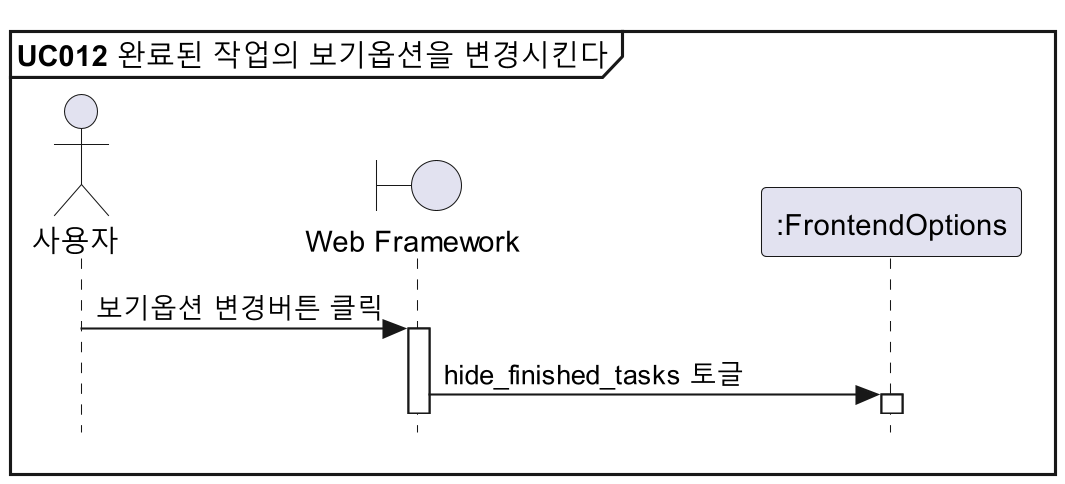 UC012 완료된 작업의 보기옵션을 변경시킨다
사용자
Web Framework
:FrontendOptions
보기옵션 변경버튼 클릭
hide_finished_tasks 토글